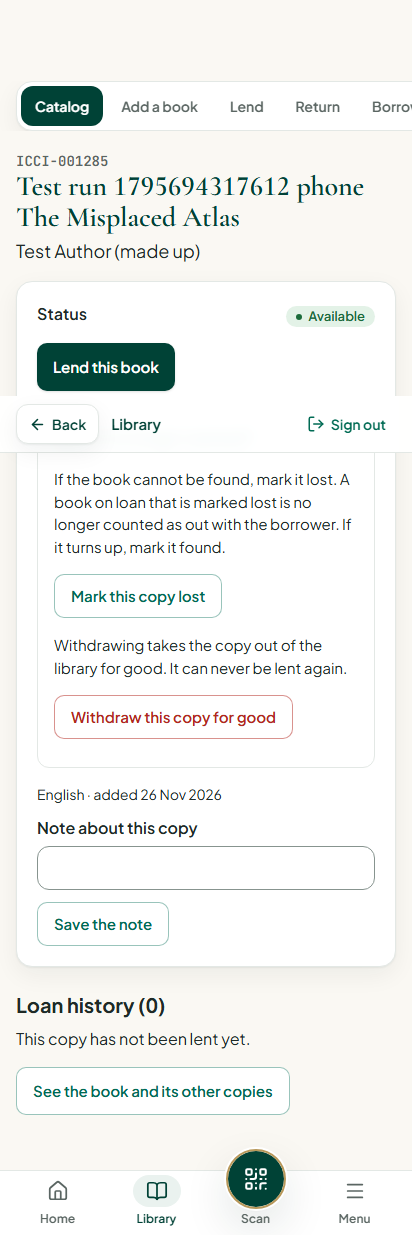 Catalog Add a book Lend Return
ICCI-001285
Test run 1795694317612 phone
The Misplaced Atlas
Test Author (made up)
Status Available
Lend this book
Back Library Sign out
If the book cannot be found, mark it lost. A
book on loan that is marked lost is no
longer counted as out with the borrower. If
it turns up, mark it found.
Mark this copy lost
Withdrawing takes the copy out of the
library for good. It can never be lent again.
Withdraw this copy for good
English · added 26 Nov 2026
Note about this copy
Save the note
Loan history (0)
This copy has not been lent yet.
See the book and its other copies
Home Library Scan Menu